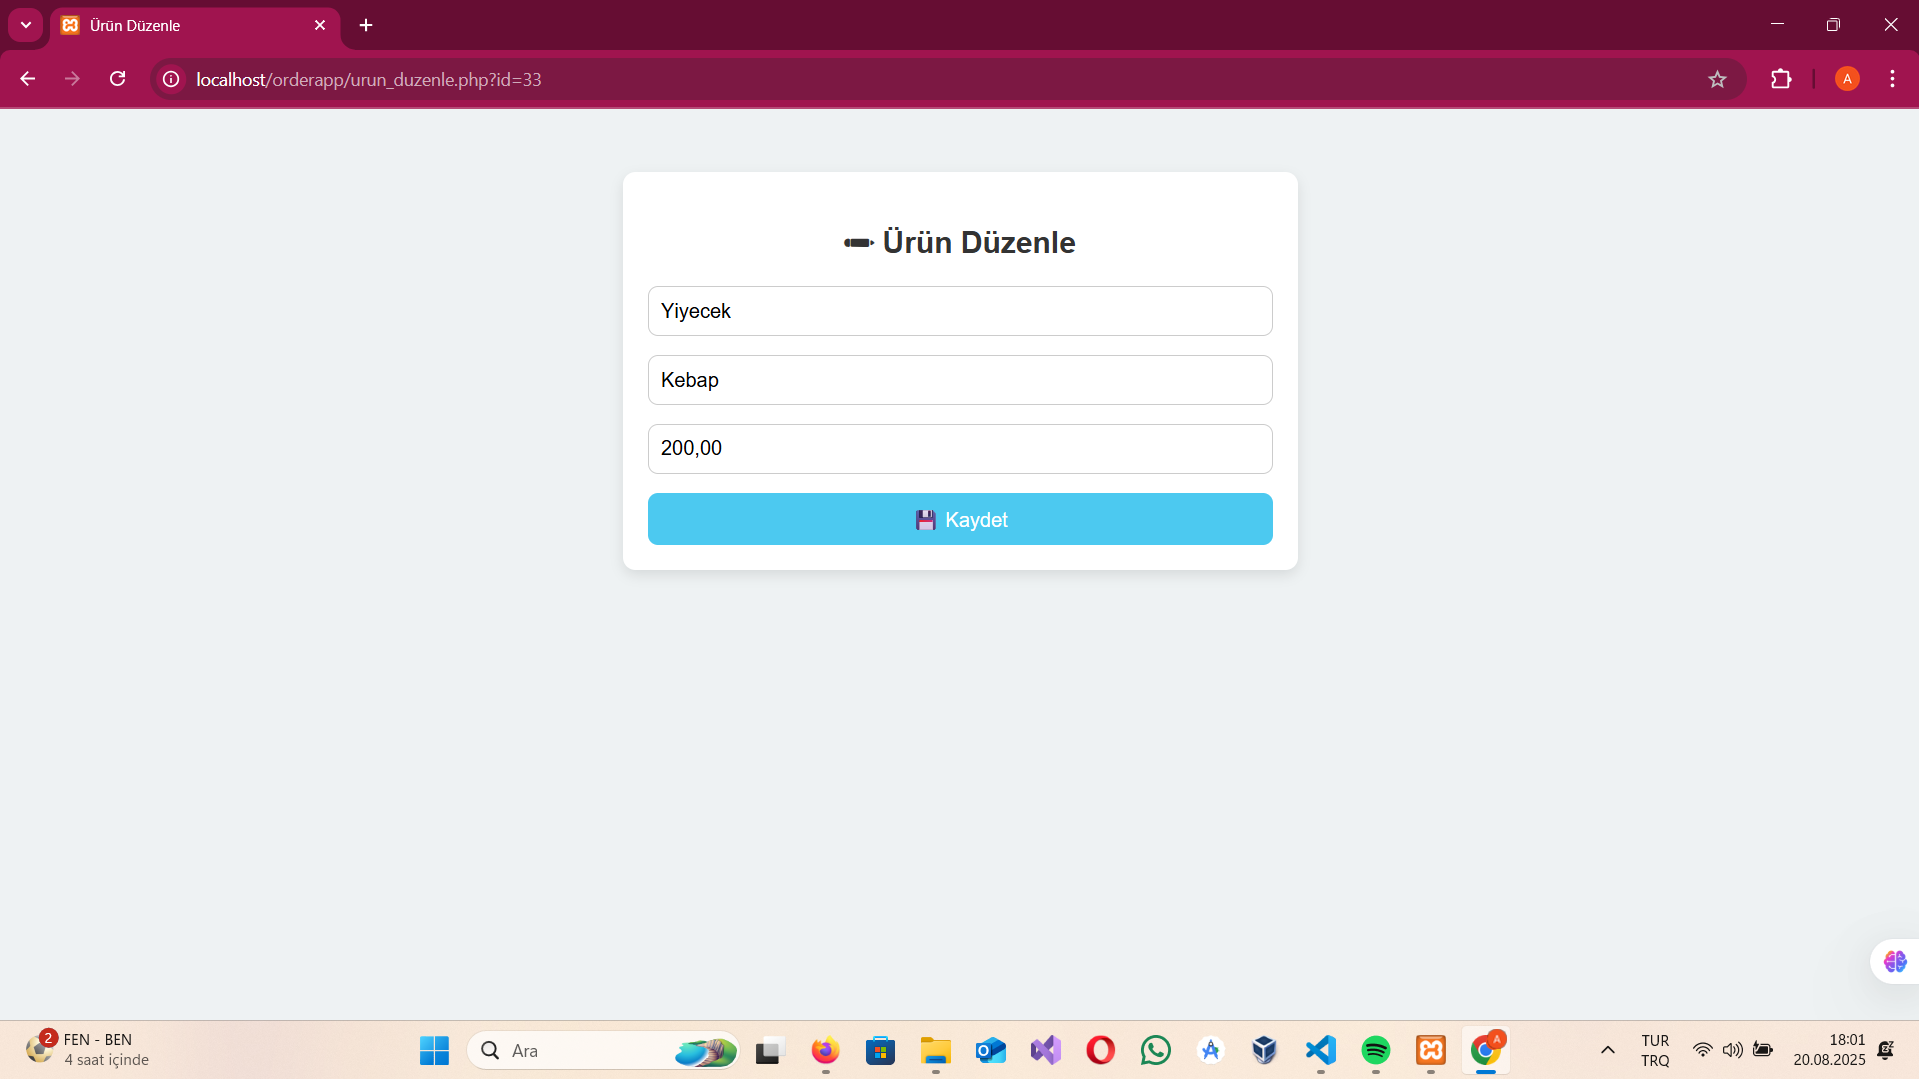 Ürün Düzenle
localhost/orderapp/urun_duzenle.php?id=33
A
Ürün Düzenle
Yiyecek
Kebap
200,00
Kaydet
2
FEN - BEN
4 saat içinde
Ara
A
TUR
TRQ
18:01
20.08.2025